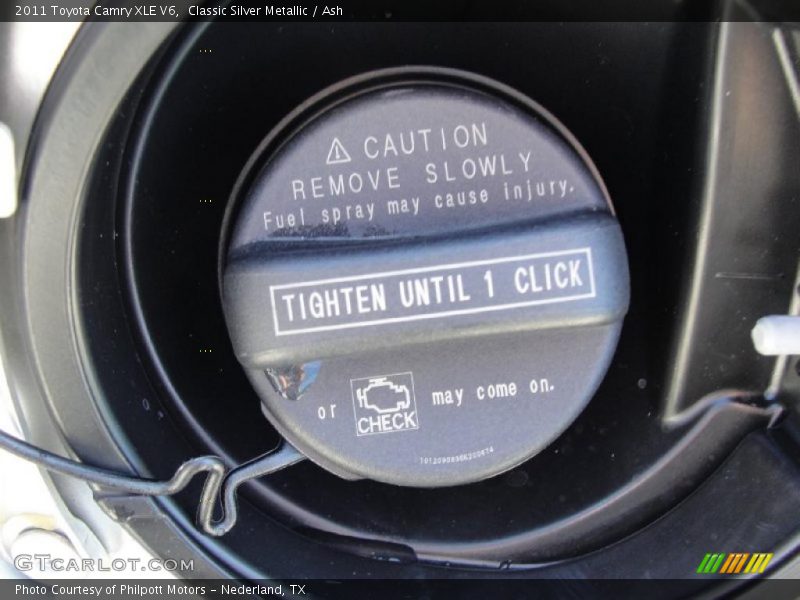 2011 Toyota Camry XLE V6, Classic Silver Metallic / Ash
CAUTION
REMOVE SLOWLY
Fuel spray may cause injury.
TIGHTEN UNTIL 1 CLICK
or CHECK may come on.
GTCARLOT.COM
Photo Courtesy of Philpott Motors – Nederland, TX